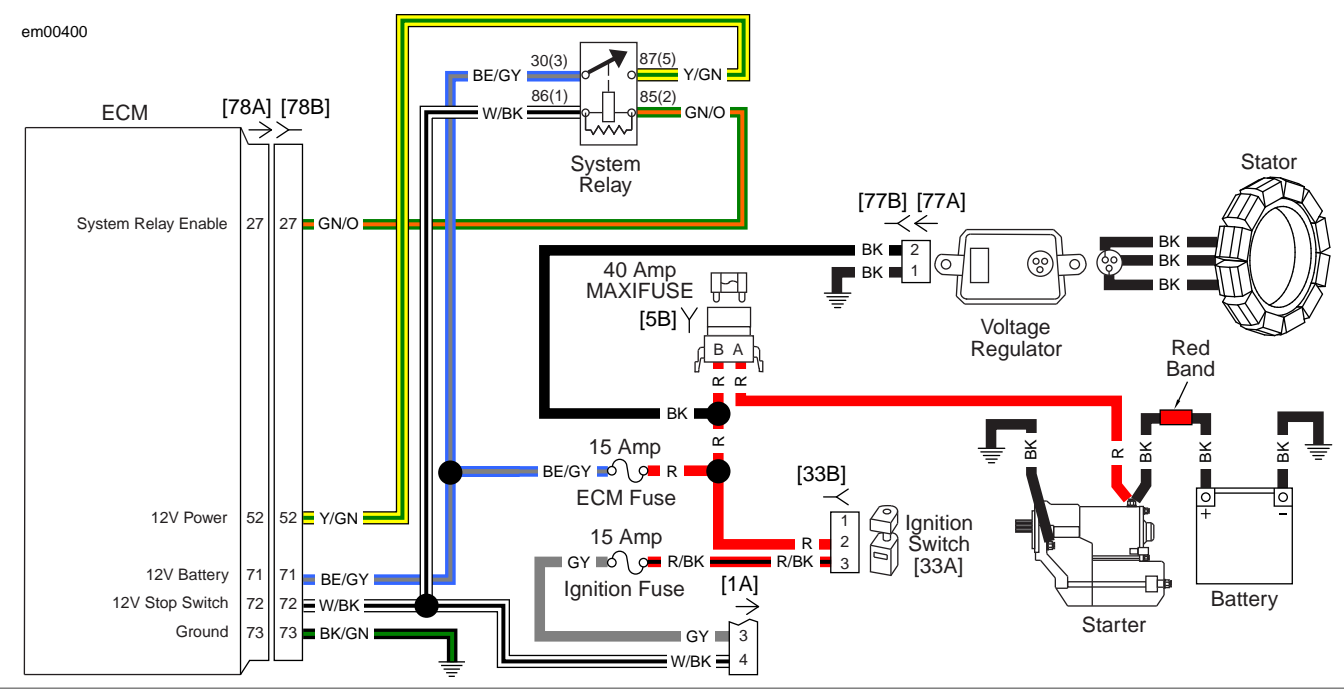 em00400
ECM
[78A] [78B]
30(3)
87(5)
BE/GY
Y/GN
86(1)
85(2)
W/BK
GN/O
System
Relay
System Relay Enable
27
27
GN/O
Stator
[77B] [77A]
BK
2
BK
1
BK
BK
BK
Voltage
Regulator
40 Amp
MAXIFUSE
[5B]
B A
R
R
BK
R
Red
Band
BK
R
BK
BK
BK
15 Amp
BE/GY
R
ECM Fuse
[33B]
1
R
2
3
Ignition
Switch
[33A]
15 Amp
GY
R/BK
R/BK
Ignition Fuse
[1A]
GY
3
W/BK
4
12V Power
52
52
Y/GN
12V Battery
71
71
BE/GY
12V Stop Switch
72
72
W/BK
Ground
73
73
BK/GN
Starter
+
-
Battery